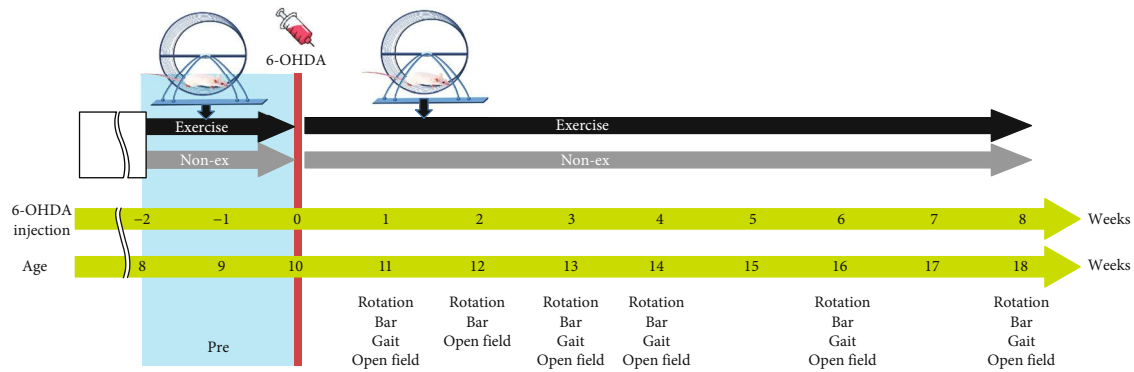 6-OHDA
Exercise
Exercise
Non-ex
Non-ex
6-OHDA
injection
−2 −1 0 1 2 3 4 5 6 7 8
Weeks
Age
8 9 10 11 12 13 14 15 16 17 18
Weeks
Pre
Rotation
Bar
Gait
Open field
Rotation
Bar
Open field
Rotation
Bar
Gait
Open field
Rotation
Bar
Gait
Open field
Rotation
Bar
Gait
Open field
Rotation
Bar
Gait
Open field